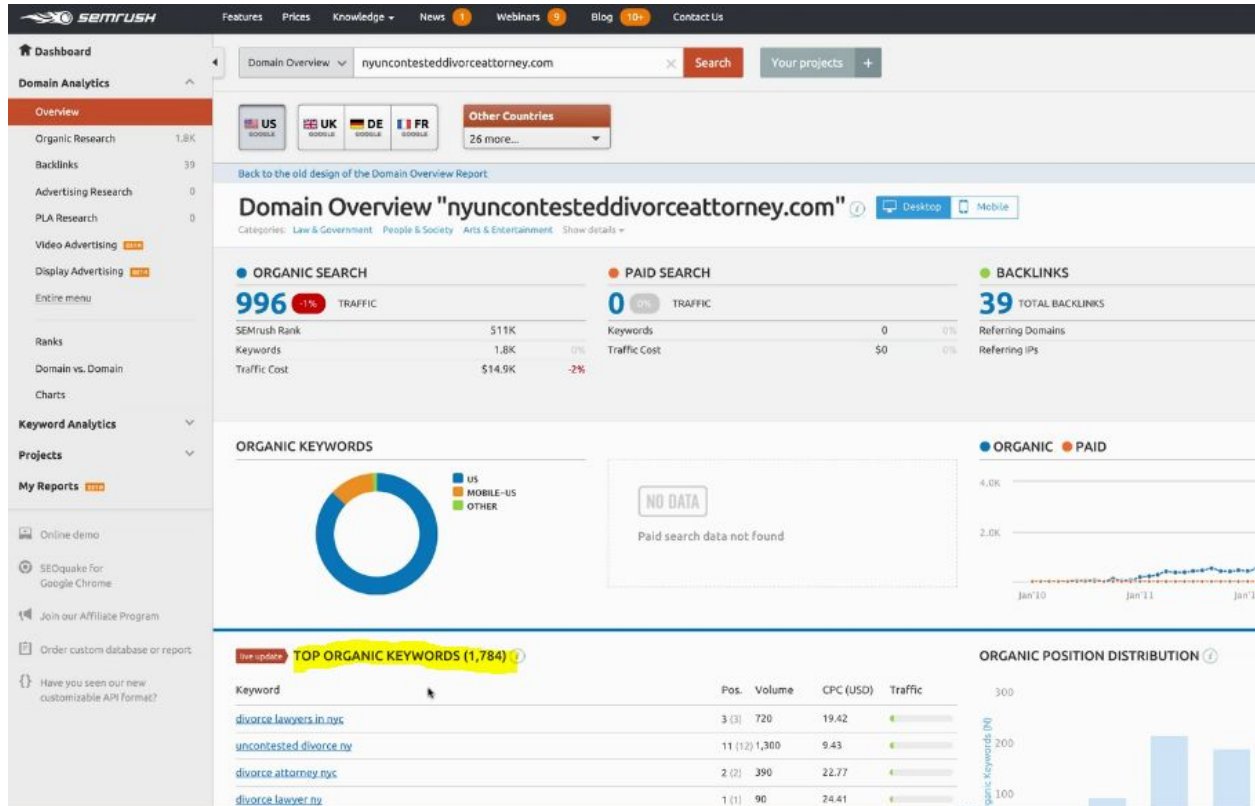 SEMRUSH Features Prices Knowledge News 1 Webinars 9 Blog 10+ Contact Us
Dashboard
Domain Analytics
Overview
Organic Research 1.8K
Backlinks 39
Advertising Research 0
PLA Research 0
Video Advertising BETA
Display Advertising BETA
Entire menu
Ranks
Domain vs. Domain
Charts
Keyword Analytics
Projects
My Reports BETA
Online demo
SEOquake for
Google Chrome
Join our Affiliate Program
Order custom database or report
Have you seen our new
customizable API format?
Domain Overview nyuncontesteddivorceattorney.com Search Your projects +
US GOOGLE UK GOOGLE DE GOOGLE FR GOOGLE
Other Countries
26 more...
Back to the old design of the Domain Overview Report
Domain Overview "nyuncontesteddivorceattorney.com" Desktop Mobile
Categories: Law & Government People & Society Arts & Entertainment Show details
ORGANIC SEARCH
996 -1% TRAFFIC
SEMrush Rank 511K
Keywords 1.8K 0%
Traffic Cost $14.9K -2%
PAID SEARCH
0 0% TRAFFIC
Keywords 0 0%
Traffic Cost $0 0%
BACKLINKS
39 TOTAL BACKLINKS
Referring Domains
Referring IPs
ORGANIC KEYWORDS
US
MOBILE-US
OTHER
NO DATA
Paid search data not found
ORGANIC PAID
4.0K
2.0K
Jan'10 Jan'11 Jan'1
live update TOP ORGANIC KEYWORDS (1,784)
Keyword Pos. Volume CPC (USD) Traffic
divorce lawyers in nyc 3 (3) 720 19.42
uncontested divorce ny 11 (12) 1,300 9.43
divorce attorney nyc 2 (2) 390 22.77
divorce lawyer ny 1 (1) 90 24.41
ORGANIC POSITION DISTRIBUTION
300
200
100
ganic Keywords (N)